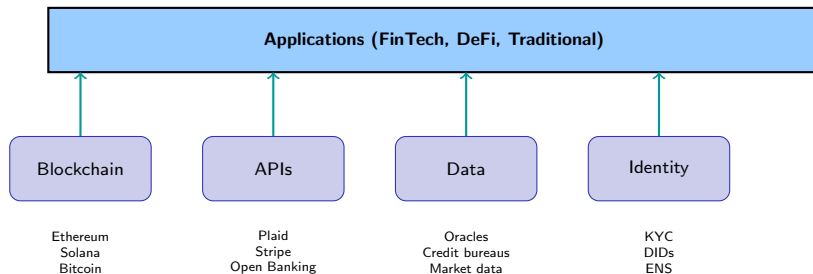 Applications (FinTech, DeFi, Traditional)
Blockchain
APIs
Data
Identity
Ethereum
Solana
Bitcoin
Plaid
Stripe
Open Banking
Oracles
Credit bureaus
Market data
KYC
DIDs
ENS